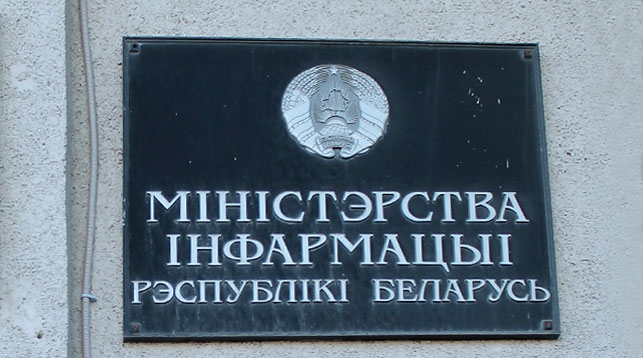 МІНІСТЭРСТВА
ІНФАРМАЦЫІ
РЭСПУБЛІКІ БЕЛАРУСЬ